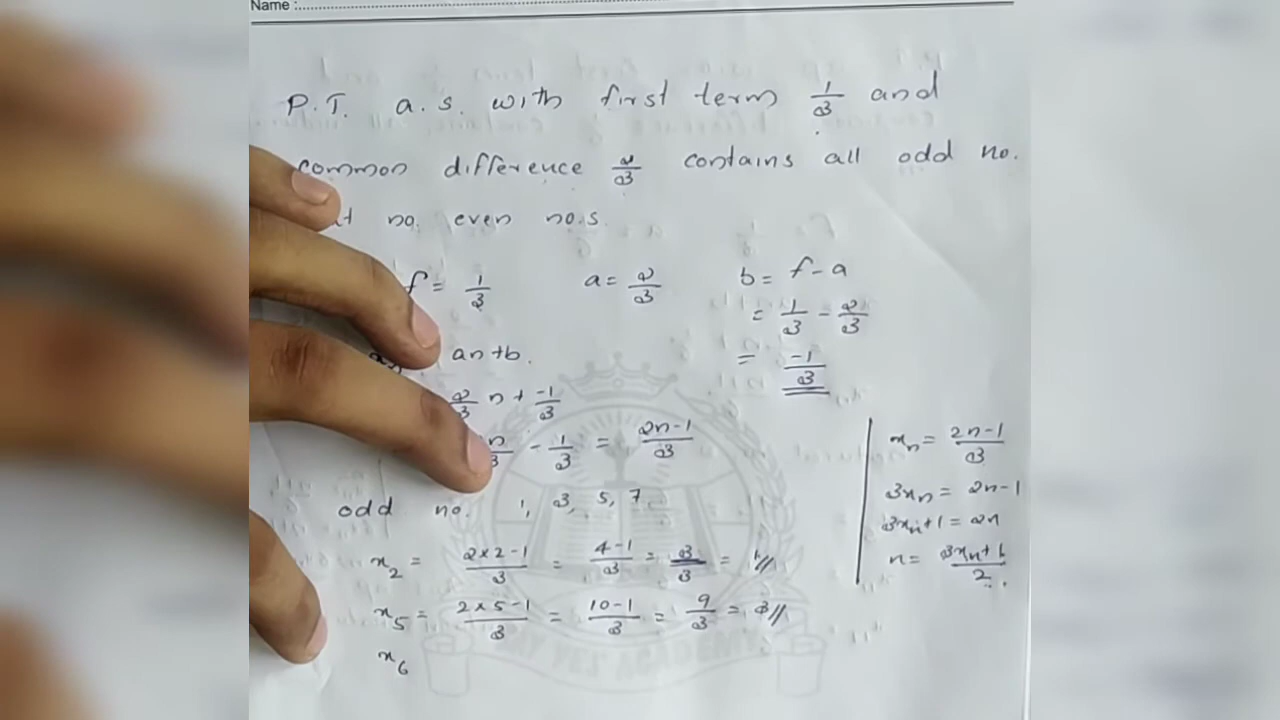 Name :
P.T. a.s. with first term 1/3 and
common difference 2/3 contains all odd no.
no. even no.s.
f = 1/3 a = 2/3 b = f - a
= 1/3 - 2/3
an+b. = -1/3
2/3 n + -1/3
n/3 - 1/3 = 2n-1/3
odd no. 1, 3, 5, 7
x2 = 2×2-1/3 = 4-1/3 = 3/3 = 1//
x5 = 2×5-1/3 = 10-1/3 = 9/3 = 3//
x6
xn = 2n-1/3
3xn = 2n-1
3xn+1 = 2n
n = 3xn+1/2